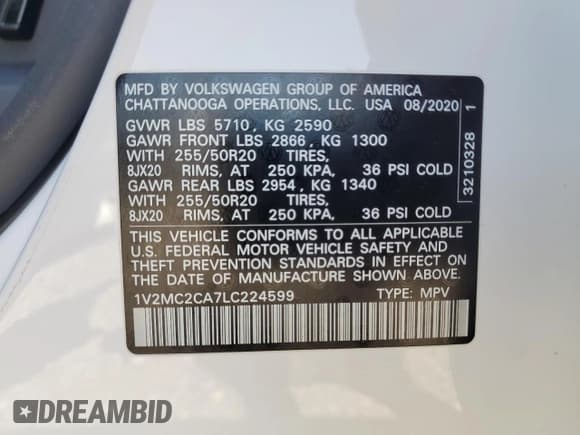 MFD BY VOLKSWAGEN GROUP OF AMERICA
CHATTANOOGA OPERATIONS, LLC. USA 08/2020
GVWR LBS 5710, KG 2590
GAWR FRONT LBS 2866, KG 1300
WITH 255/50R20 TIRES,
8JX20 RIMS, AT 250 KPA, 36 PSI COLD
GAWR REAR LBS 2954, KG 1340
WITH 255/50R20 TIRES,
8JX20 RIMS, AT 250 KPA, 36 PSI COLD
THIS VEHICLE CONFORMS TO ALL APPLICABLE
U.S. FEDERAL MOTOR VEHICLE SAFETY AND
THEFT PREVENTION STANDARDS IN EFFECT ON
THE DATE OF MANUFACTURE SHOWN ABOVE.
1V2MC2CA7LC224599 TYPE: MPV
3210328 1
DREAMBID